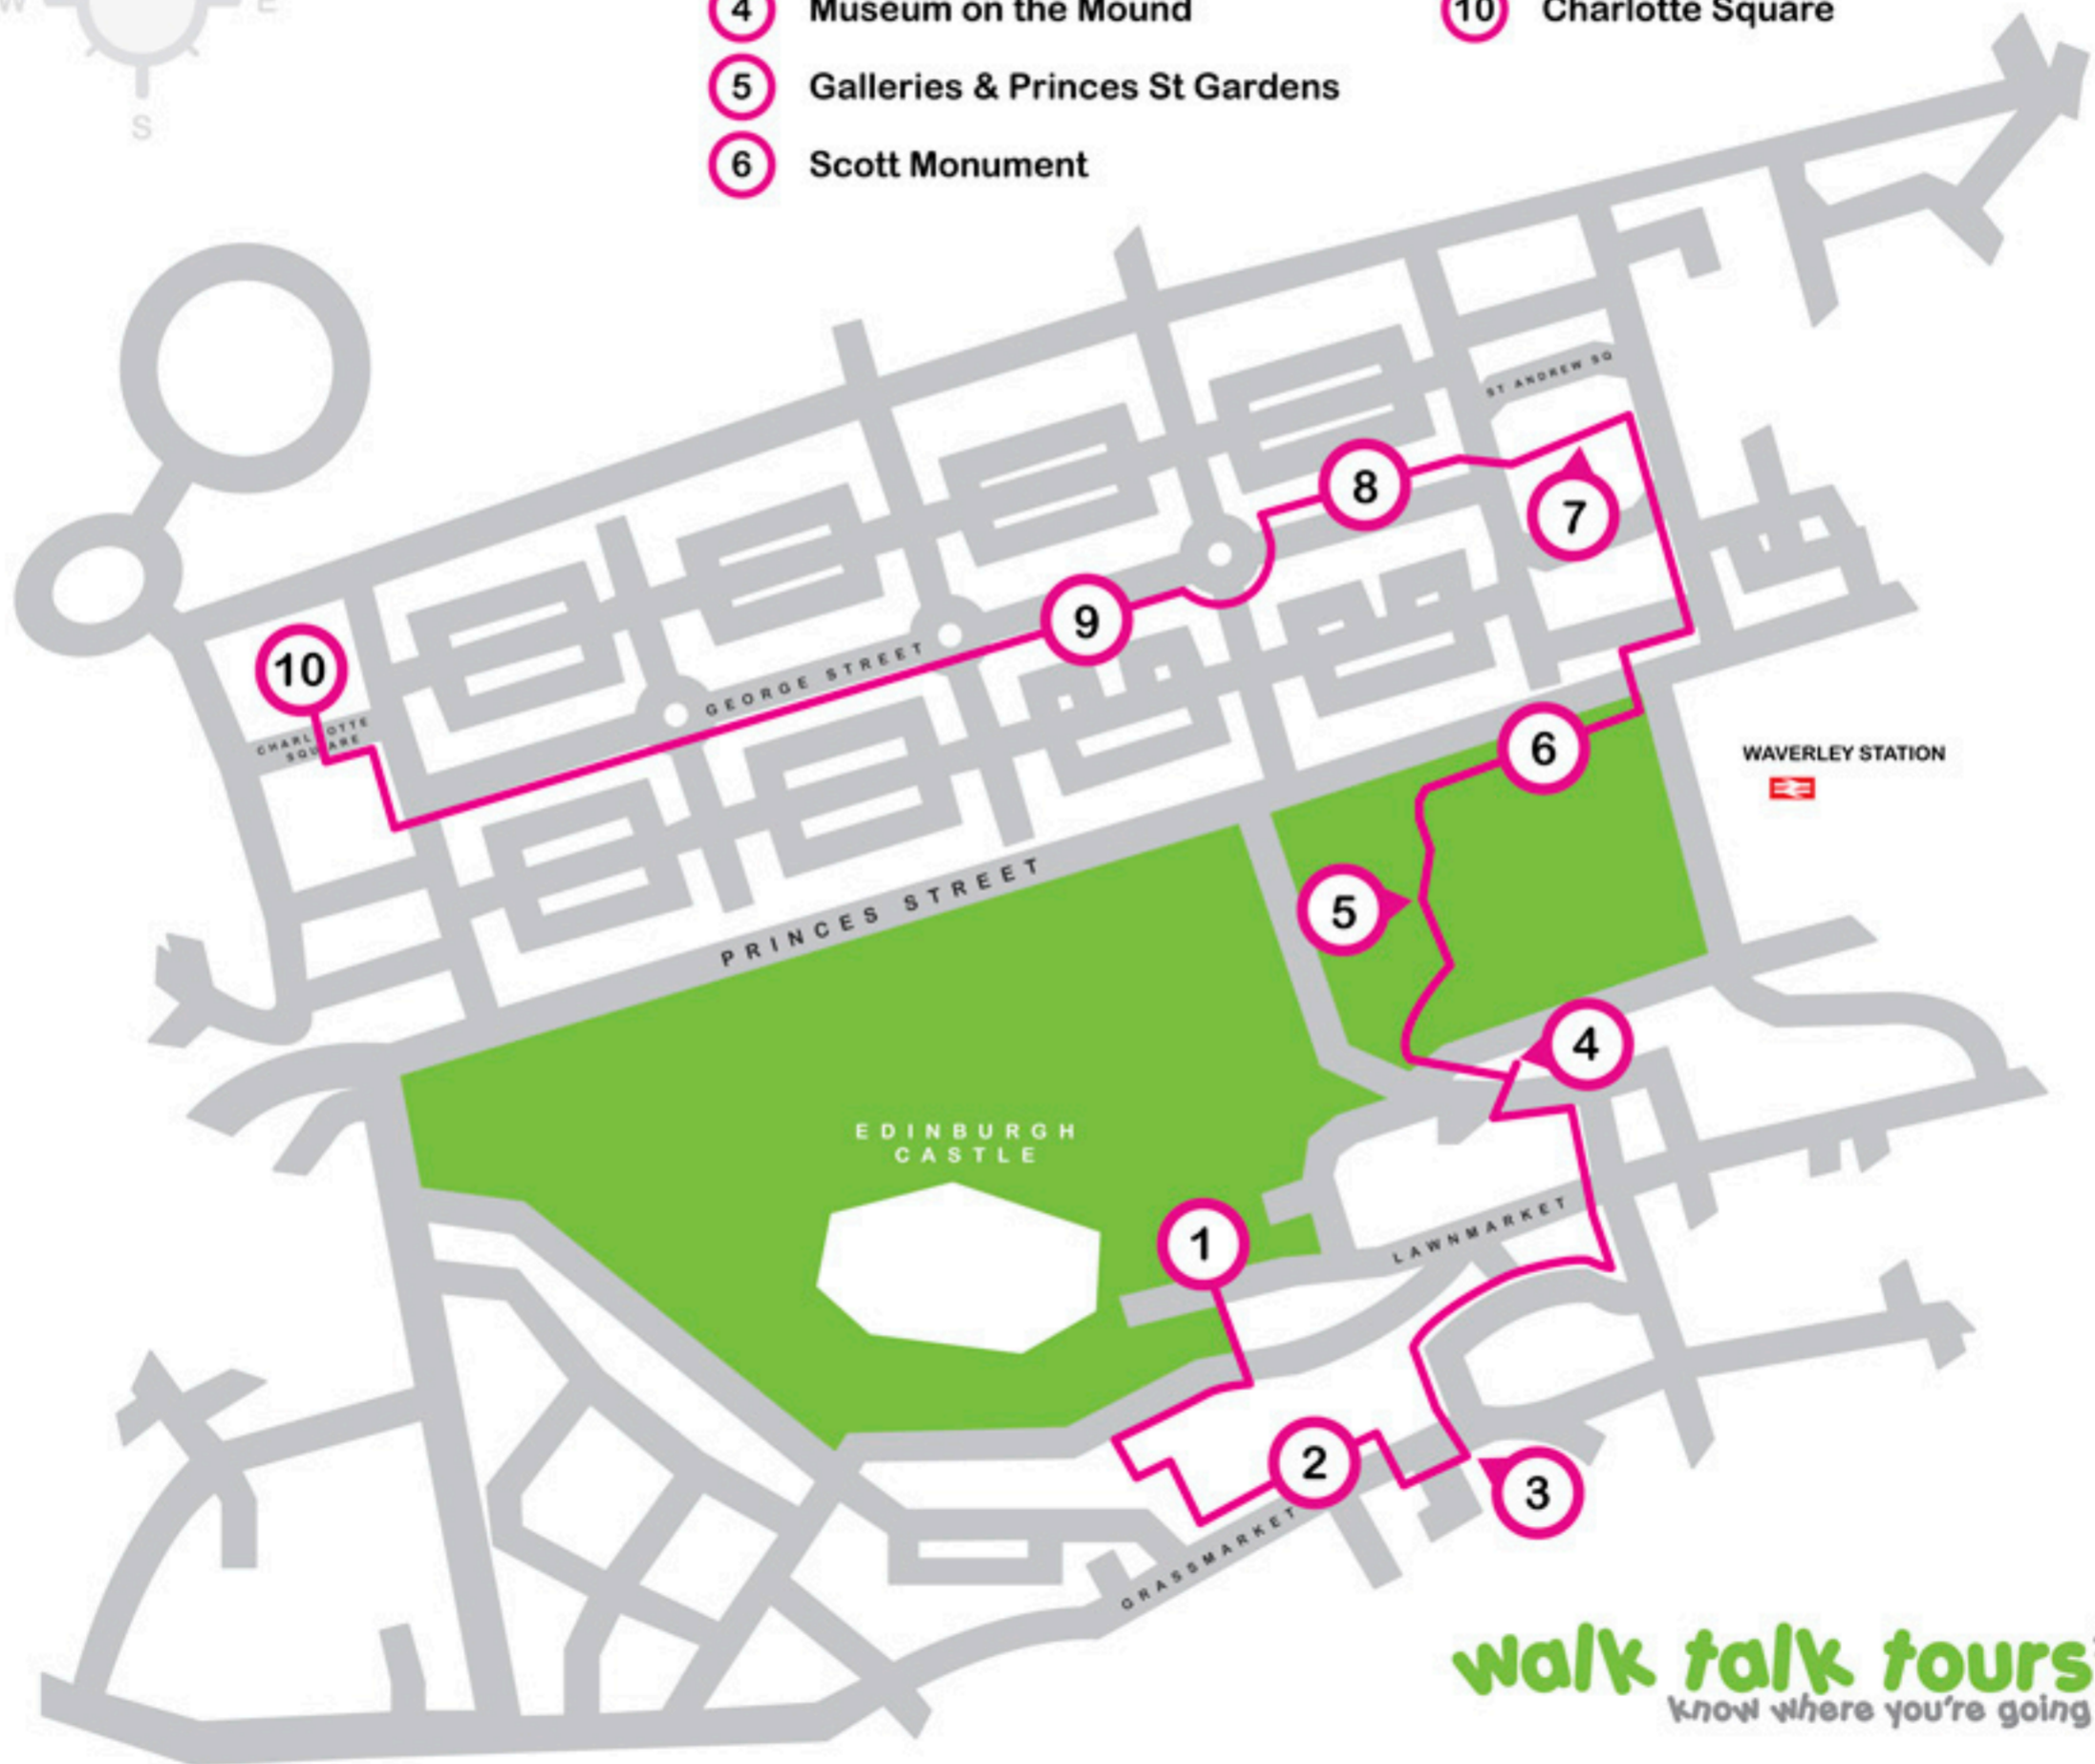 W
E
S
4 Museum on the Mound
10 Charlotte Square
5 Galleries & Princes St Gardens
6 Scott Monument
ST ANDREW SQ
8
7
9
10
GEORGE STREET
CHARLOTTE
SQUARE
6
WAVERLEY STATION
PRINCES STREET
5
4
EDINBURGH
CASTLE
1
LAWNMARKET
2
3
GRASSMARKET
walk talk tours
know where you're going